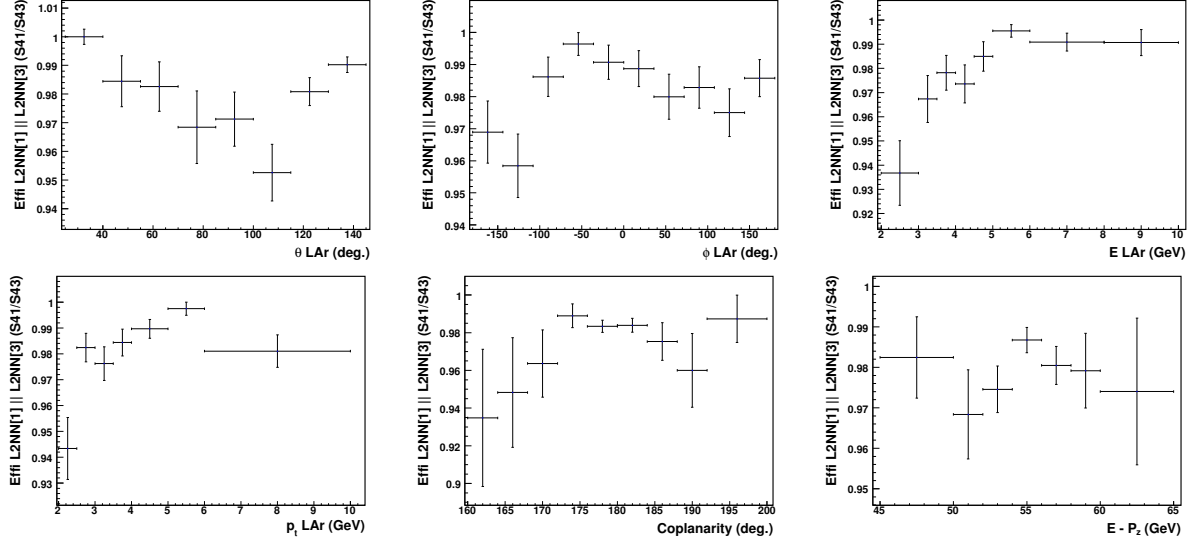 Effi L2NN[1] || L2NN[3] (S41/S43)
1.01
1
0.99
0.98
0.97
0.96
0.95
0.94
40 60 80 100 120 140
θ LAr (deg.)
Effi L2NN[1] || L2NN[3] (S41/S43)
1
0.99
0.98
0.97
0.96
0.95
0.94
-150 -100 -50 0 50 100 150
ϕ LAr (deg.)
Effi L2NN[1] || L2NN[3] (S41/S43)
1
0.99
0.98
0.97
0.96
0.95
0.94
0.93
0.92
2 3 4 5 6 7 8 9 10
E LAr (GeV)
Effi L2NN[1] || L2NN[3] (S41/S43)
1
0.99
0.98
0.97
0.96
0.95
0.94
0.93
2 3 4 5 6 7 8 9 10
pt LAr (GeV)
Effi L2NN[1] || L2NN[3] (S41/S43)
1
0.98
0.96
0.94
0.92
0.9
160 165 170 175 180 185 190 195 200
Coplanarity (deg.)
Effi L2NN[1] || L2NN[3] (S41/S43)
1
0.99
0.98
0.97
0.96
0.95
45 50 55 60 65
E - Pz (GeV)